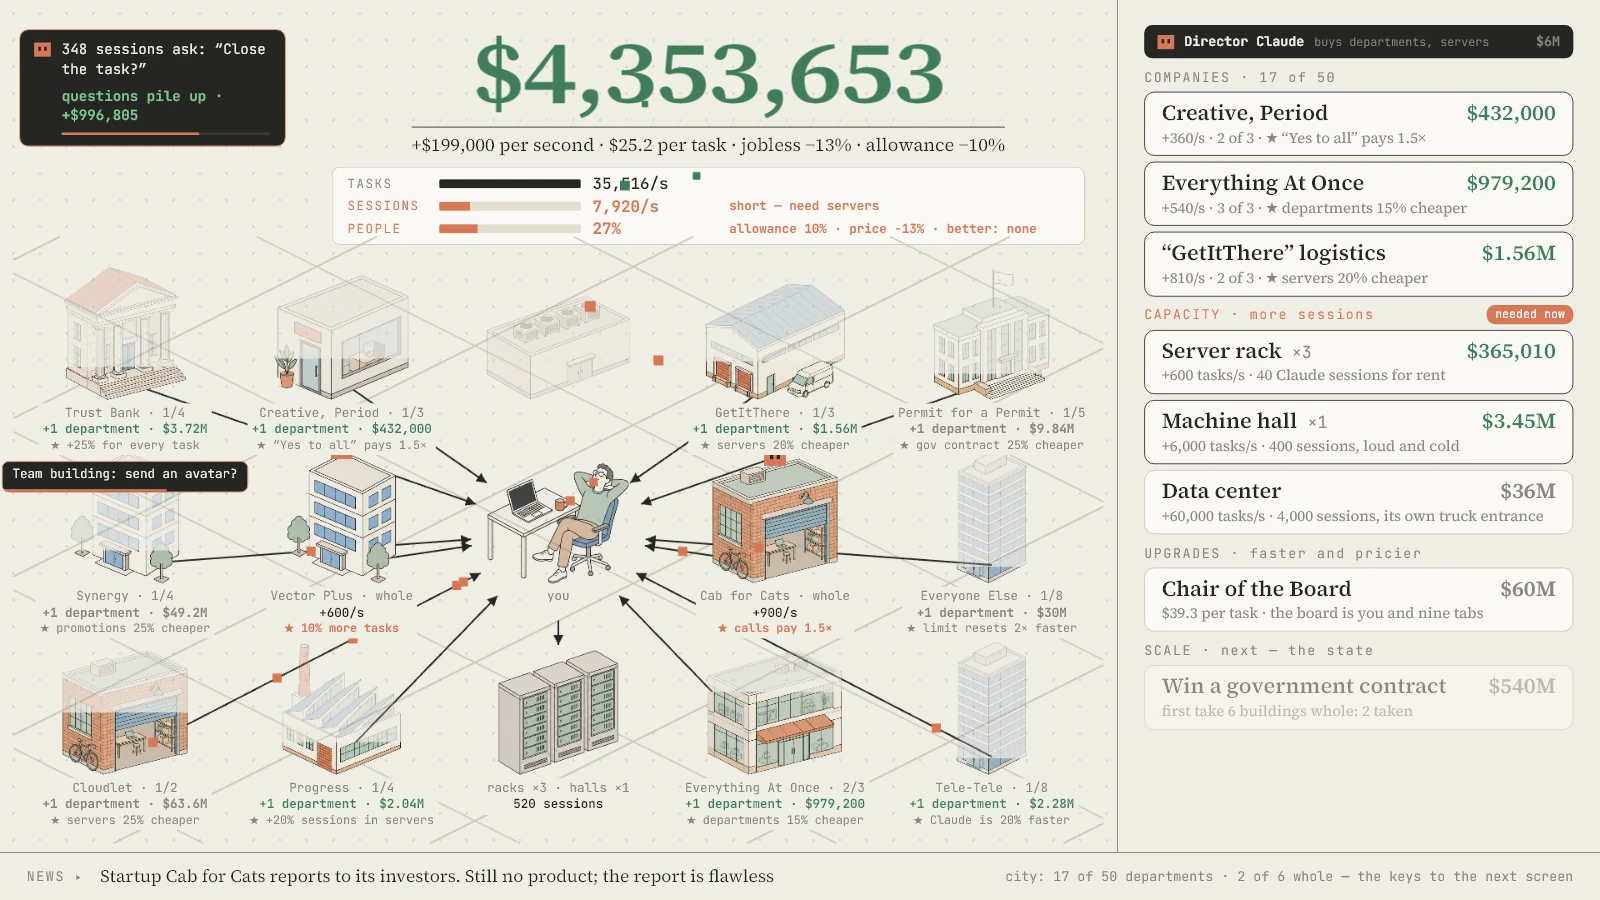 348 sessions ask: “Close
the task?”
questions pile up ·
+$996,805
$4,353,653
+$199,000 per second · $25.2 per task · jobless −13% · allowance −10%
TASKS 35,516/s
SESSIONS 7,920/s short — need servers
PEOPLE 27% allowance 10% · price -13% · better: none
Trust Bank · 1/4
+1 department · $3.72M
★ +25% for every task
Creative, Period · 1/3
+1 department · $432,000
★ “Yes to all” pays 1.5×
GetItThere · 1/3
+1 department · $1.56M
★ servers 20% cheaper
Permit for a Permit · 1/5
+1 department · $9.84M
★ gov contract 25% cheaper
Team building: send an avatar?
Synergy · 1/4
+1 department · $49.2M
★ promotions 25% cheaper
Vector Plus · whole
+600/s
★ 10% more tasks
you
Cab for Cats · whole
+900/s
★ calls pay 1.5×
Everyone Else · 1/8
+1 department · $30M
★ limit resets 2× faster
Cloudlet · 1/2
+1 department · $63.6M
★ servers 25% cheaper
Progress · 1/4
+1 department · $2.04M
★ +20% sessions in servers
racks ×3 · halls ×1
520 sessions
Everything At Once · 2/3
+1 department · $979,200
★ departments 15% cheaper
Tele-Tele · 1/8
+1 department · $2.28M
★ Claude is 20% faster
Director Claude buys departments, servers $6M
COMPANIES · 17 of 50
Creative, Period $432,000
+360/s · 2 of 3 · ★ “Yes to all” pays 1.5×
Everything At Once $979,200
+540/s · 3 of 3 · ★ departments 15% cheaper
“GetItThere” logistics $1.56M
+810/s · 2 of 3 · ★ servers 20% cheaper
CAPACITY · more sessions needed now
Server rack ×3 $365,010
+600 tasks/s · 40 Claude sessions for rent
Machine hall ×1 $3.45M
+6,000 tasks/s · 400 sessions, loud and cold
Data center $36M
+60,000 tasks/s · 4,000 sessions, its own truck entrance
UPGRADES · faster and pricier
Chair of the Board $60M
$39.3 per task · the board is you and nine tabs
SCALE · next — the state
Win a government contract $540M
first take 6 buildings whole: 2 taken
NEWS ▸ Startup Cab for Cats reports to its investors. Still no product; the report is flawless
city: 17 of 50 departments · 2 of 6 whole — the keys to the next screen